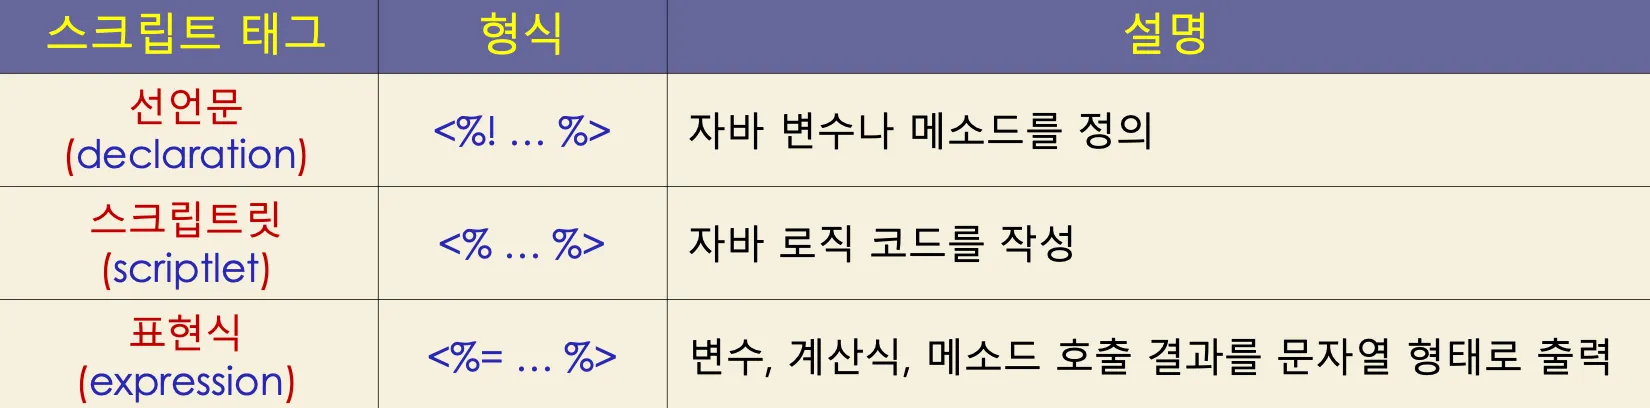 스크립트 태그 형식 설명
선언문
(declaration)
<%! … %>
자바 변수나 메소드를 정의
스크립트릿
(scriptlet)
<% … %>
자바 로직 코드를 작성
표현식
(expression)
<%= … %>
변수, 계산식, 메소드 호출 결과를 문자열 형태로 출력